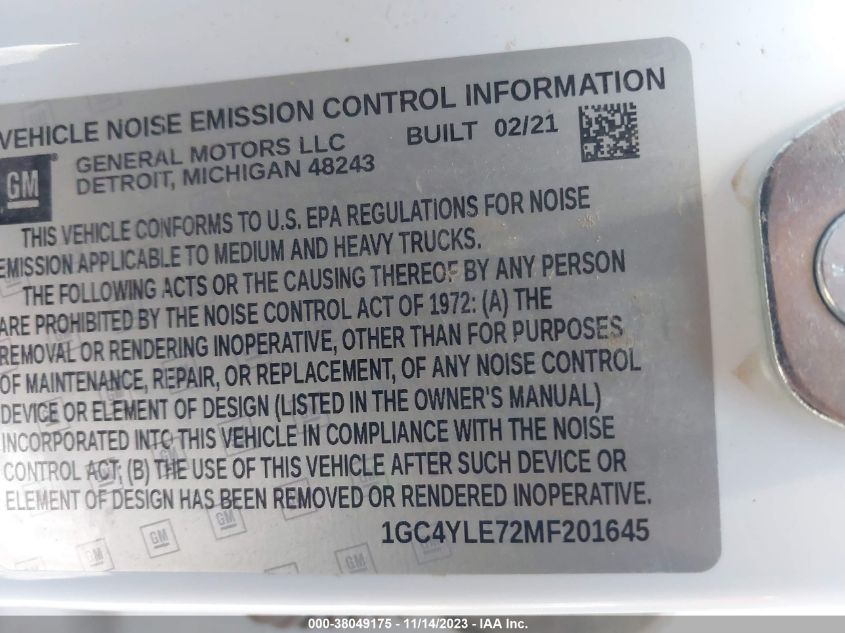 VEHICLE NOISE EMISSION CONTROL INFORMATION
GM
GENERAL MOTORS LLC BUILT 02/21
DETROIT, MICHIGAN 48243
THIS VEHICLE CONFORMS TO U.S. EPA REGULATIONS FOR NOISE
EMISSION APPLICABLE TO MEDIUM AND HEAVY TRUCKS.
THE FOLLOWING ACTS OR THE CAUSING THEREOF BY ANY PERSON
ARE PROHIBITED BY THE NOISE CONTROL ACT OF 1972: (A) THE
REMOVAL OR RENDERING INOPERATIVE, OTHER THAN FOR PURPOSES
OF MAINTENANCE, REPAIR, OR REPLACEMENT, OF ANY NOISE CONTROL
DEVICE OR ELEMENT OF DESIGN (LISTED IN THE OWNER'S MANUAL)
INCORPORATED INTO THIS VEHICLE IN COMPLIANCE WITH THE NOISE
CONTROL ACT; (B) THE USE OF THIS VEHICLE AFTER SUCH DEVICE OR
ELEMENT OF DESIGN HAS BEEN REMOVED OR RENDERED INOPERATIVE.
1GC4YLE72MF201645
000-38049175 - 11/14/2023 - IAA Inc.